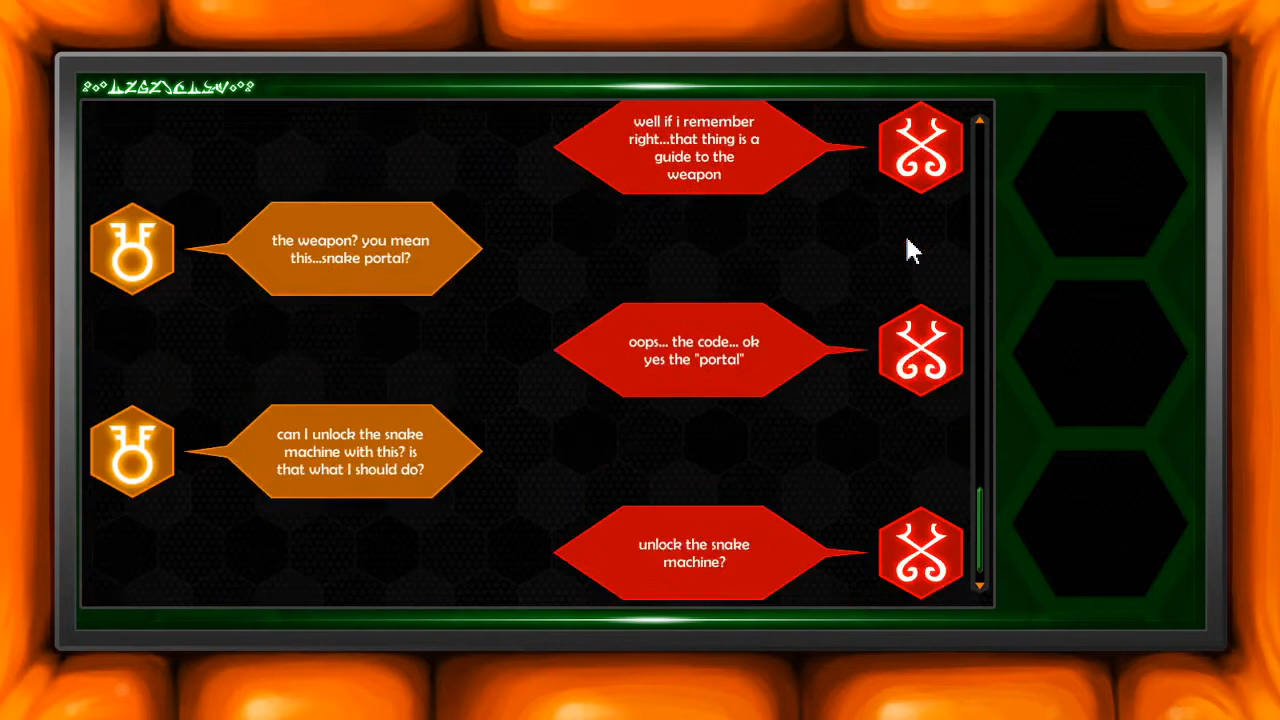 well if i remember
right...that thing is a
guide to the
weapon
the weapon? you mean
this...snake portal?
oops... the code... ok
yes the "portal"
can I unlock the snake
machine with this? is
that what I should do?
unlock the snake
machine?